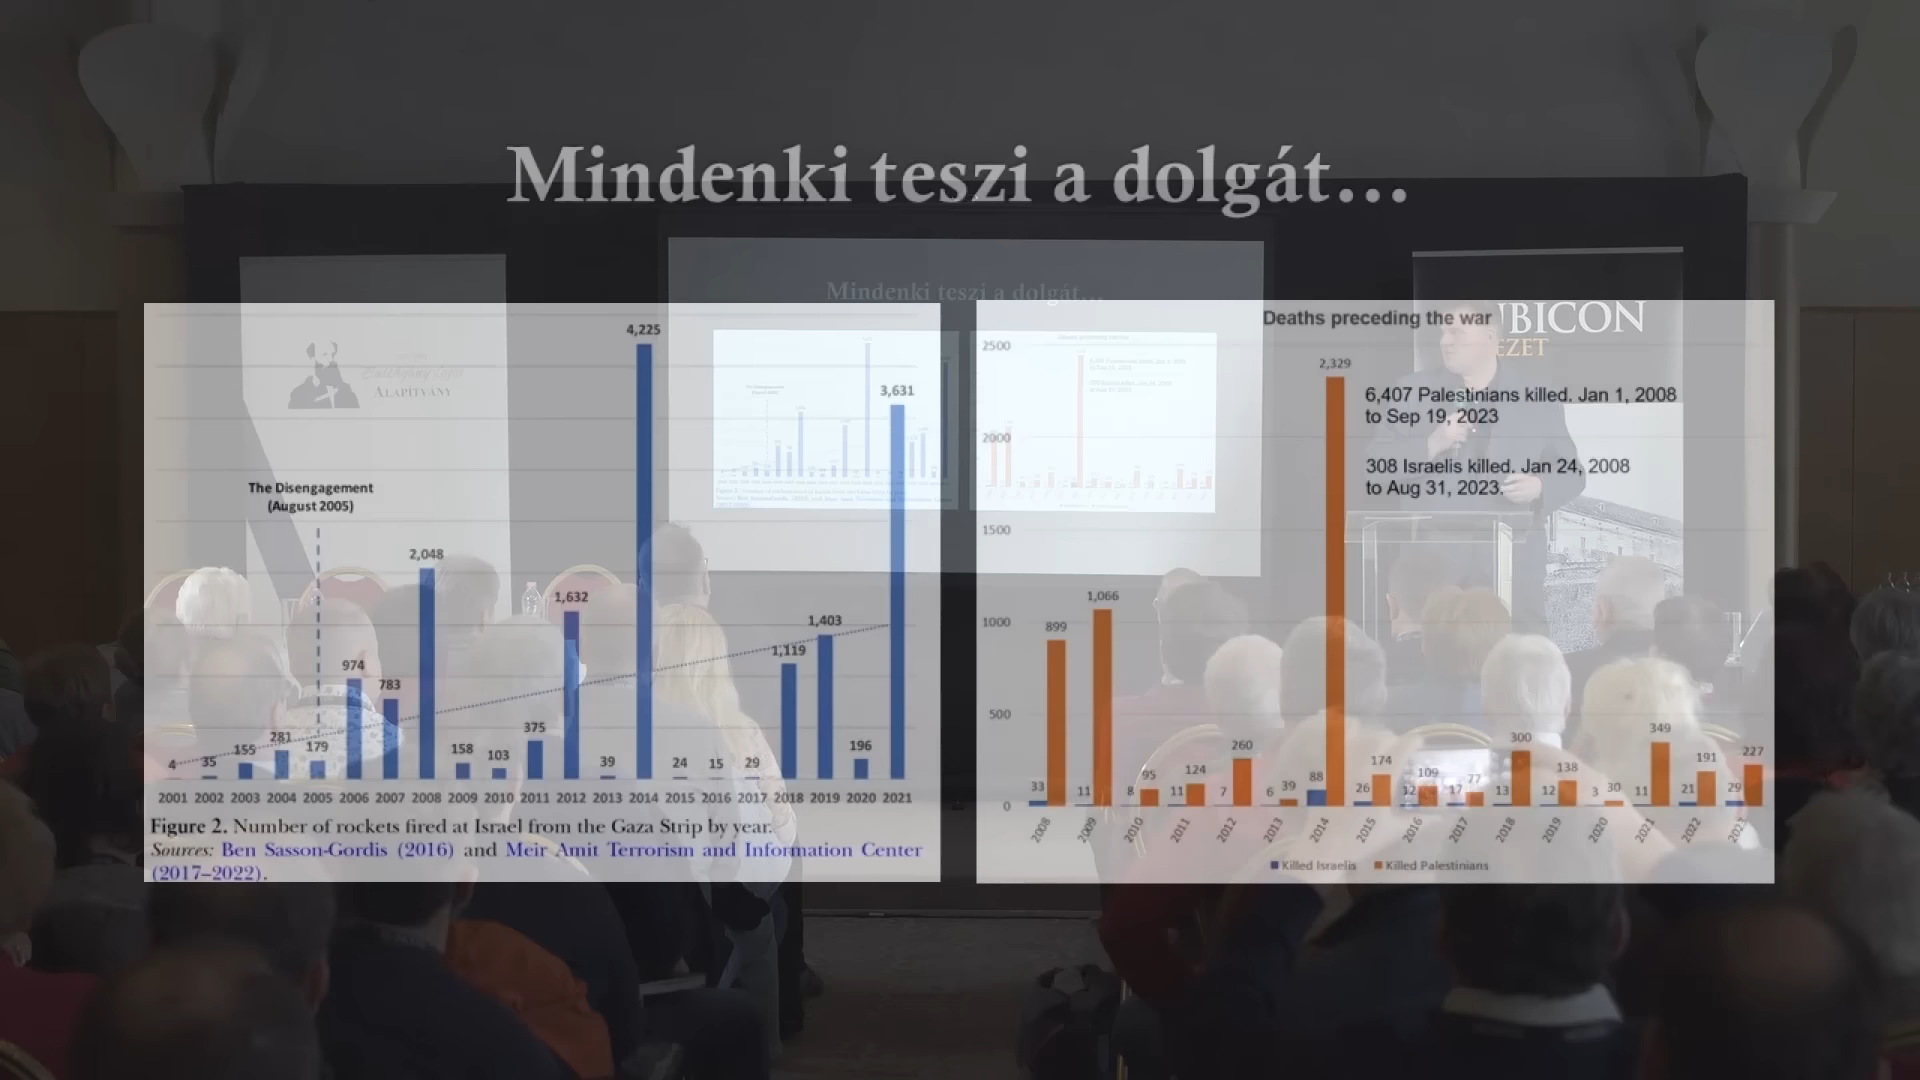 Mindenki teszi a dolgát...
Mindenki teszi a dolgát...
ALAPÍTVÁNY
BICON
EZET
4,225
3,631
The Disengagement
(August 2005)
2,048
1,632
1,403
1,119
974
783
4 35 155 281 179 158 103 375 39 24 15 29 196
2001 2002 2003 2004 2005 2006 2007 2008 2009 2010 2011 2012 2013 2014 2015 2016 2017 2018 2019 2020 2021
Figure 2. Number of rockets fired at Israel from the Gaza Strip by year.
Sources: Ben Sasson-Gordis (2016) and Meir Amit Terrorism and Information Center
(2017–2022).
Deaths preceding the war
2500
2,329
6,407 Palestinians killed. Jan 1, 2008
to Sep 19, 2023
2000
308 Israelis killed. Jan 24, 2008
to Aug 31, 2023.
1500
1,066
1000
899
500
33 11 8 95 11 124 7 260 6 39 88 26 174 12 109 17 77 13 300 12 138 3 30 11 349 21 191 29 227
0
2008 2009 2010 2011 2012 2013 2014 2015 2016 2017 2018 2019 2020 2021 2022 2023
Killed Israelis Killed Palestinians